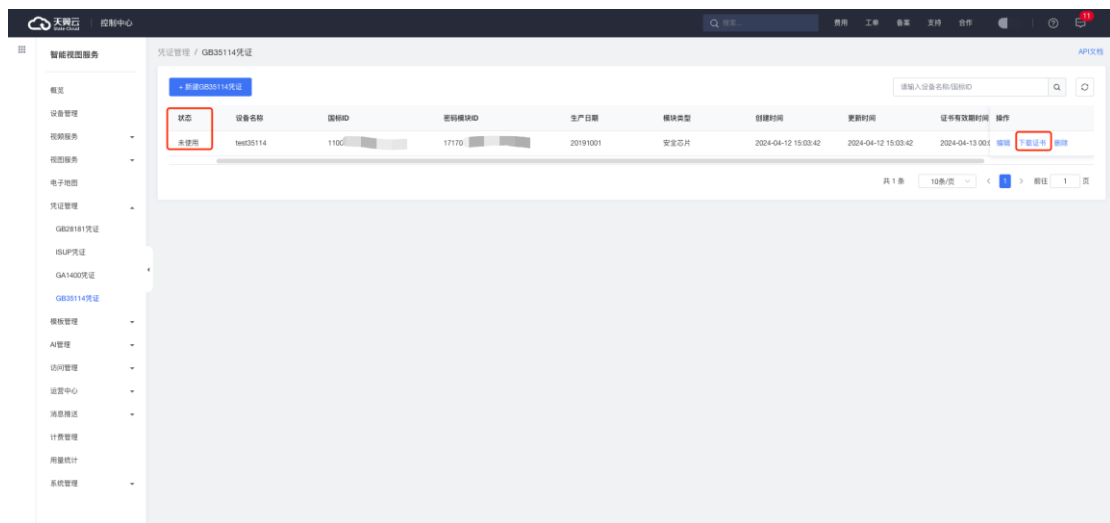 天翼云 控制中心 搜索... 费用 工单 备案 支持 合作 11
智能视图服务
概览
设备管理
视频服务
视图服务
电子地图
凭证管理
GB28181凭证
ISUP凭证
GA1400凭证
GB35114凭证
模板管理
AI管理
访问管理
运营中心
消息推送
计费管理
用量统计
系统管理
凭证管理 / GB35114凭证 API文档
+ 新建GB35114凭证 请输入设备名称/国标ID
状态 设备名称 国标ID 密码模块ID 生产日期 模块类型 创建时间 更新时间 证书有效期时间 操作
未使用 test35114 1100 17170 20191001 安全芯片 2024-04-12 15:03:42 2024-04-12 15:03:42 2024-04-13 00:0 编辑 下载证书 删除
共 1 条 10条/页 1 前往 1 页